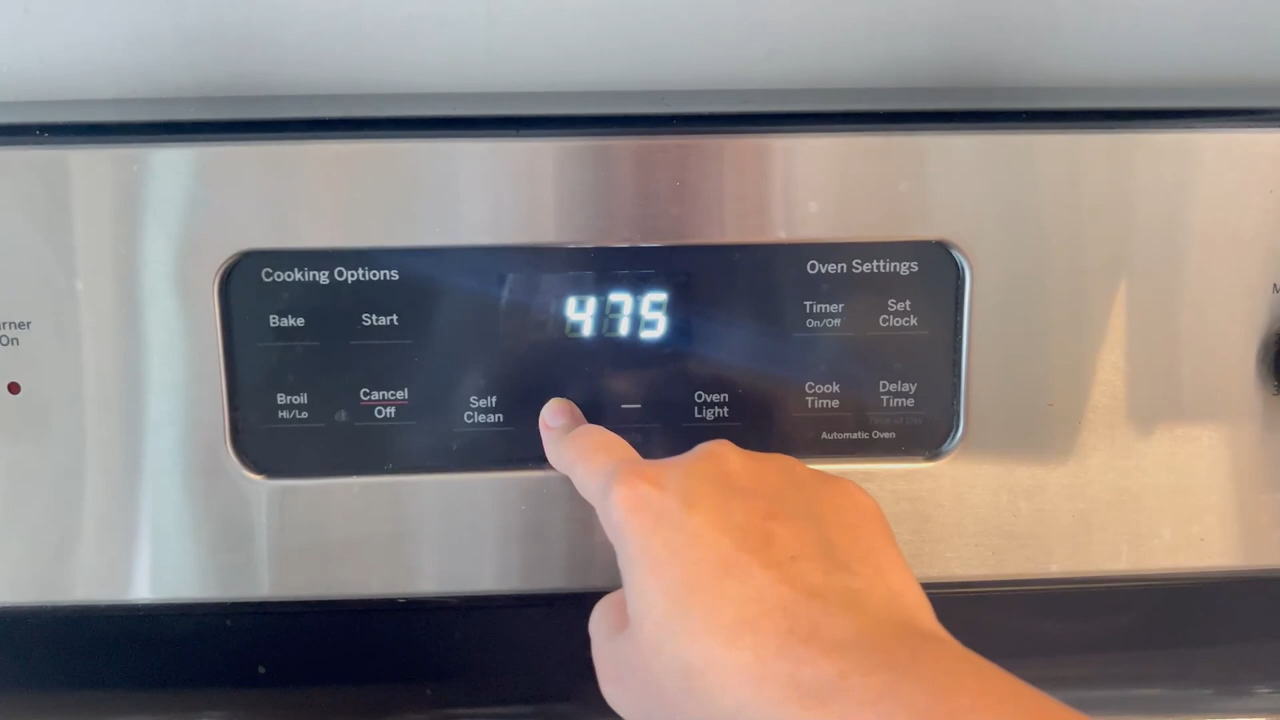 Cooking Options
Oven Settings
475
Bake
Start
Timer
On/Off
Set
Clock
Broil
Hi/Lo
Cancel
Off
Self
Clean
—
Oven
Light
Cook
Time
Delay
Time
Automatic Oven
On